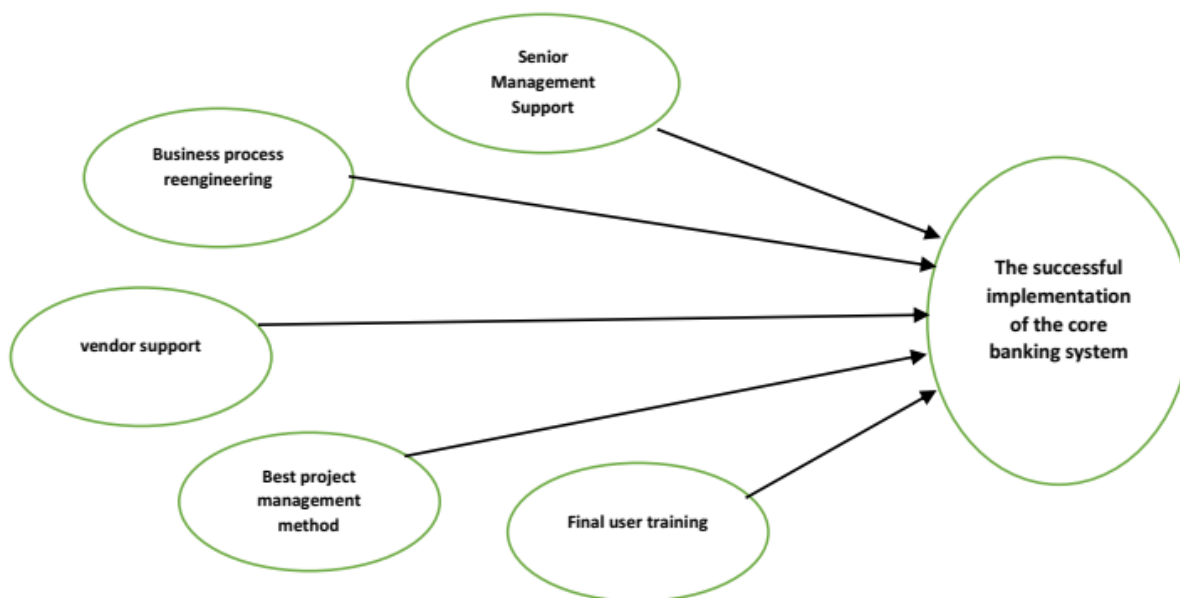 Senior
Management
Support
Business process
reengineering
The successful
implementation
of the core
banking system
vendor support
Best project
management
method
Final user training